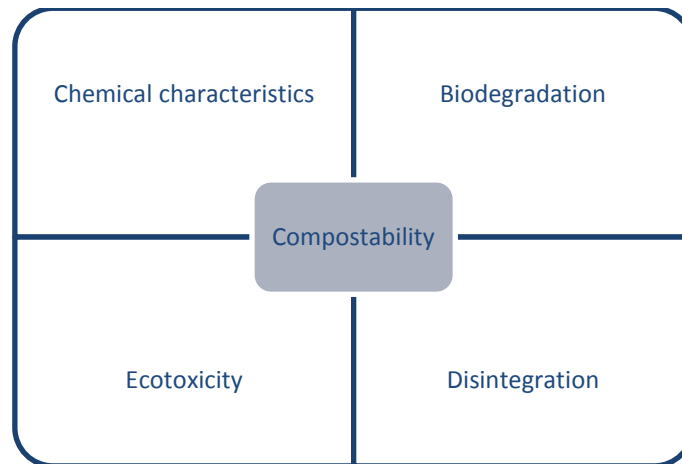 Chemical characteristics
Biodegradation
Compostability
Ecotoxicity
Disintegration